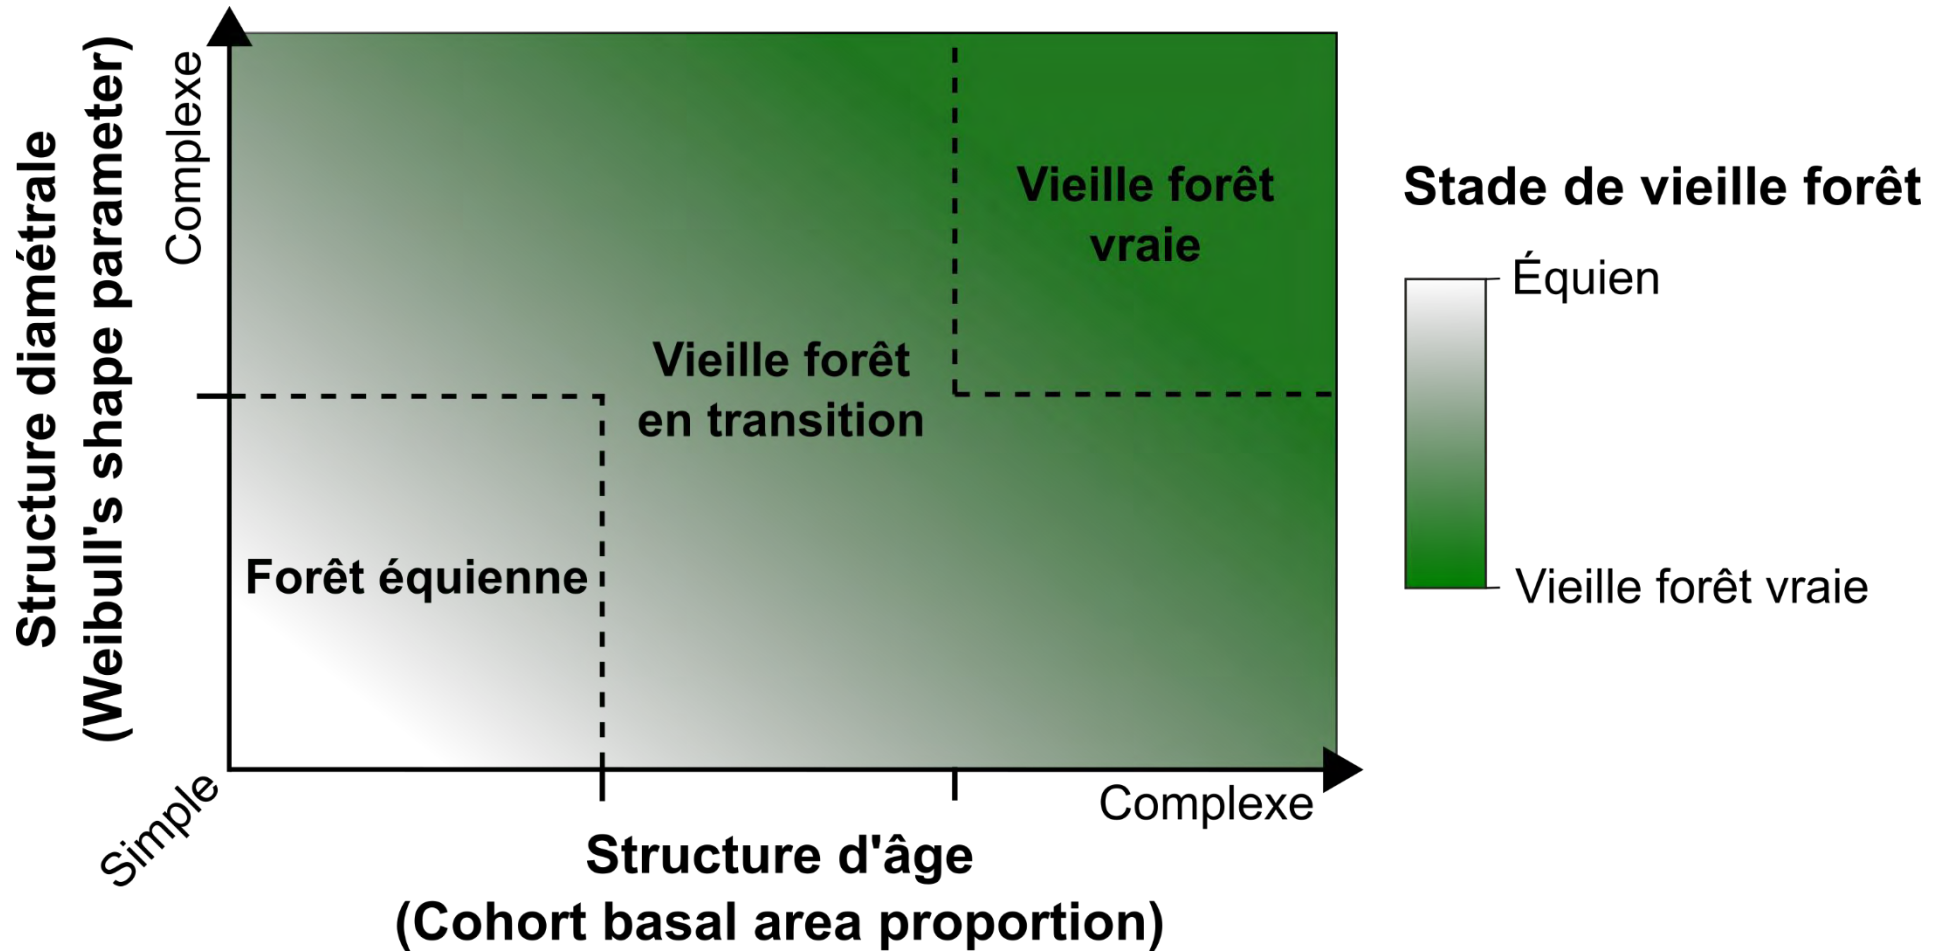 Structure diamétrale
(Weibull's shape parameter)
Complexe
Vieille forêt
vraie
Vieille forêt
en transition
Forêt équienne
Simple
Complexe
Structure d'âge
(Cohort basal area proportion)
Stade de vieille forêt
Équien
Vieille forêt vraie